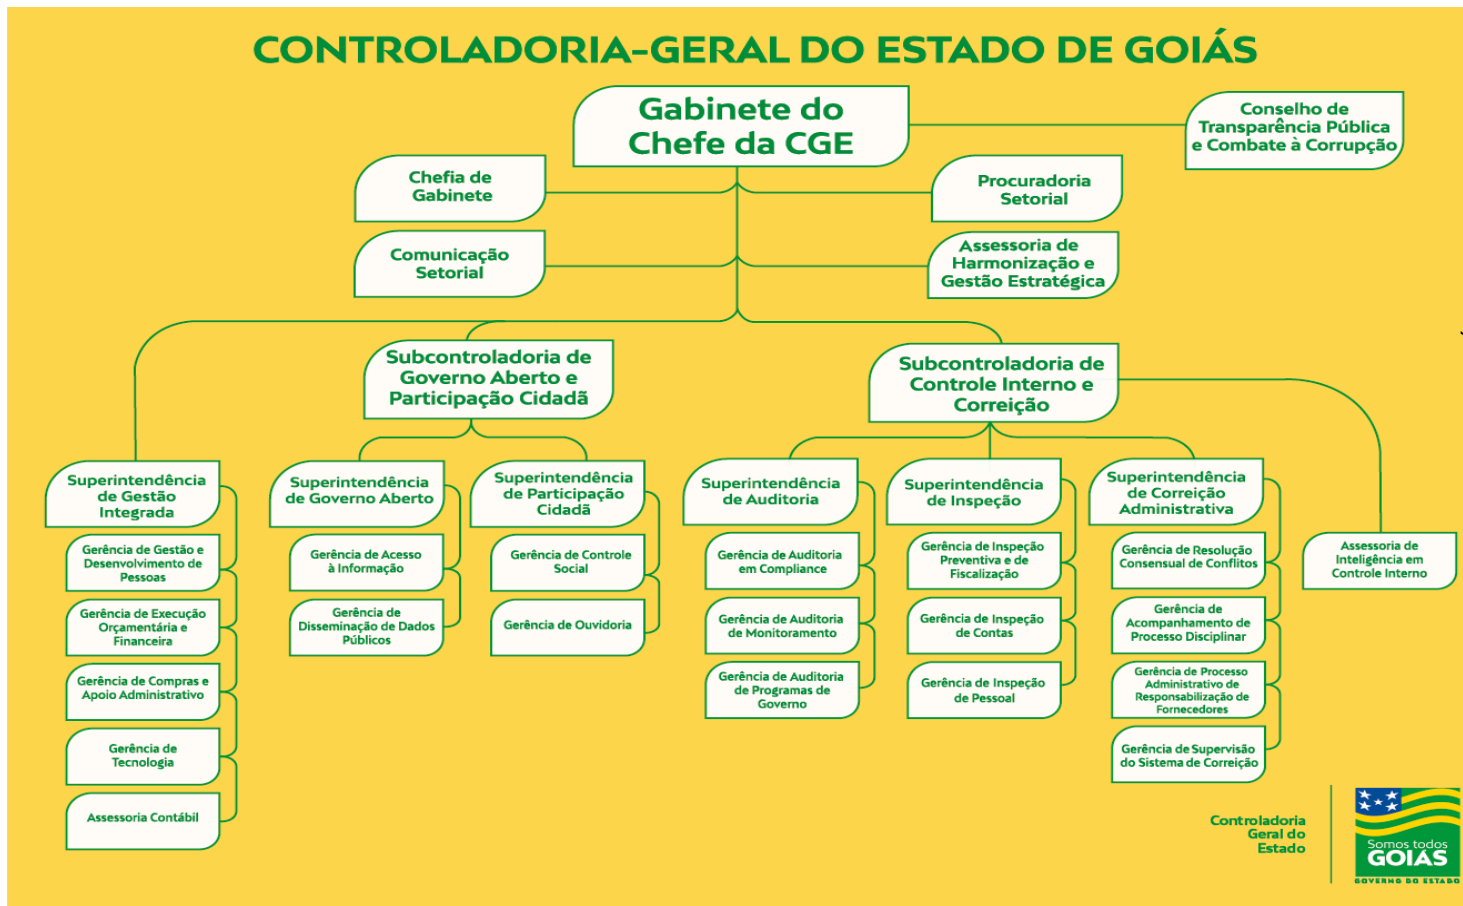 CONTROLADORIA-GERAL DO ESTADO DE GOIÁS
Gabinete do
Chefe da CGE
Conselho de
Transparência Pública
e Combate à Corrupção
Chefia de
Gabinete
Procuradoria
Setorial
Comunicação
Setorial
Assessoria de
Harmonização e
Gestão Estratégica
Subcontroladoria de
Governo Aberto e
Participação Cidadã
Subcontroladoria de
Controle Interno e
Correição
Superintendência
de Gestão
Integrada
Gerência de Gestão e
Desenvolvimento de
Pessoas
Gerência de Execução
Orçamentária e
Financeira
Gerência de Compras e
Apoio Administrativo
Gerência de
Tecnologia
Assessoria Contábil
Superintendência
de Governo Aberto
Gerência de Acesso
à Informação
Gerência de
Disseminação de Dados
Públicos
Superintendência
de Participação
Cidadã
Gerência de Controle
Social
Gerência de Ouvidoria
Superintendência
de Auditoria
Gerência de Auditoria
em Compliance
Gerência de Auditoria
de Monitoramento
Gerência de Auditoria
de Programas de
Governo
Superintendência
de Inspeção
Gerência de Inspeção
Preventiva e de
Fiscalização
Gerência de Inspeção
de Contas
Gerência de Inspeção
de Pessoal
Superintendência
de Correição
Administrativa
Gerência de Resolução
Consensual de Conflitos
Gerência de
Acompanhamento de
Processo Disciplinar
Gerência de Processo
Administrativo de
Responsabilização de
Fornecedores
Gerência de Supervisão
do Sistema de Correição
Assessoria de
Inteligência em
Controle Interno
Controladoria
Geral do
Estado
Somos todos
GOIÁS
GOVERNO DO ESTADO